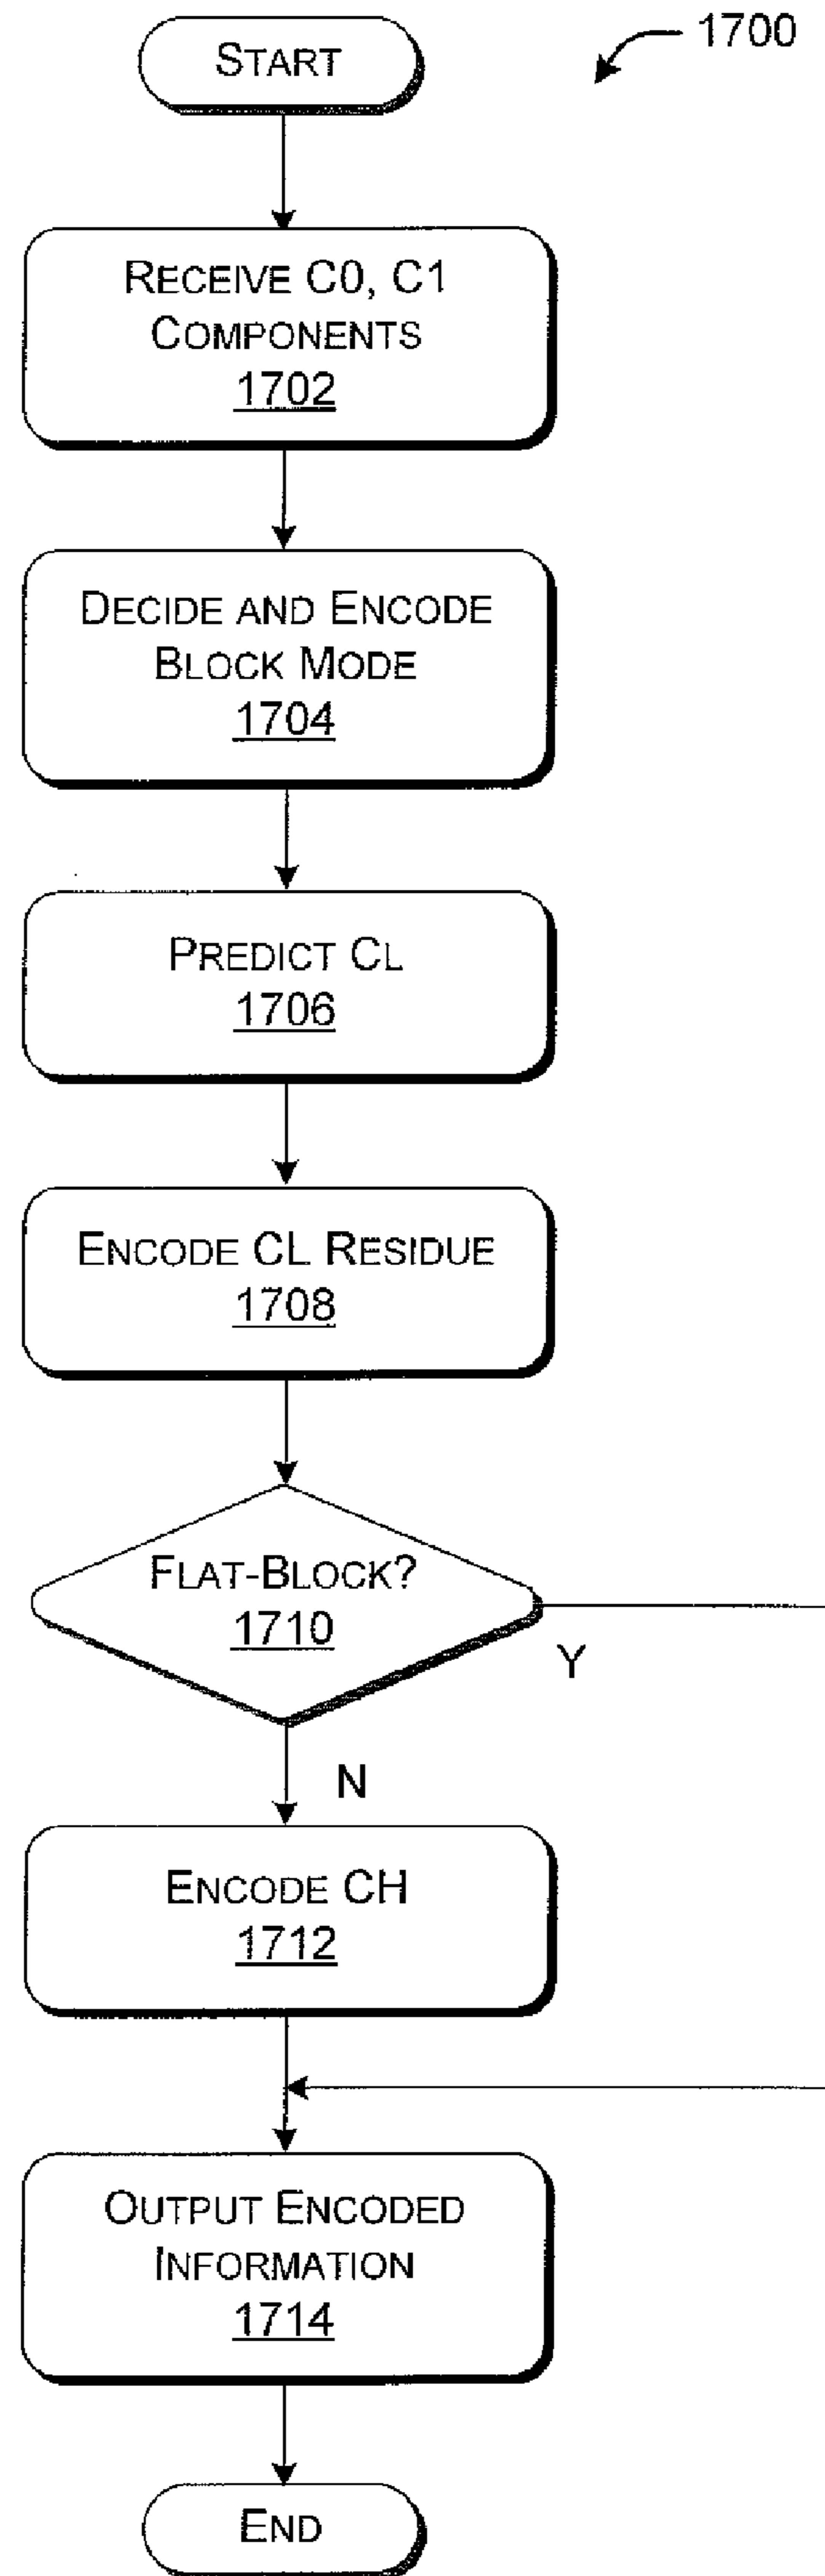 START
1700
RECEIVE C0, C1
COMPONENTS
1702
DECIDE AND ENCODE
BLOCK MODE
1704
PREDICT CL
1706
ENCODE CL RESIDUE
1708
FLAT-BLOCK?
1710
Y
N
ENCODE CH
1712
OUTPUT ENCODED
INFORMATION
1714
END